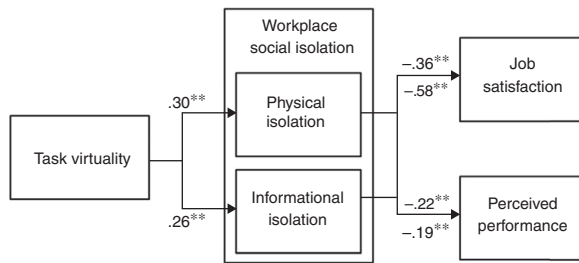 Workplace
social isolation
Task virtuality
.30**
.26**
Physical
isolation
Informational
isolation
–.36**
–.58**
–.22**
–.19**
Job
satisfaction
Perceived
performance